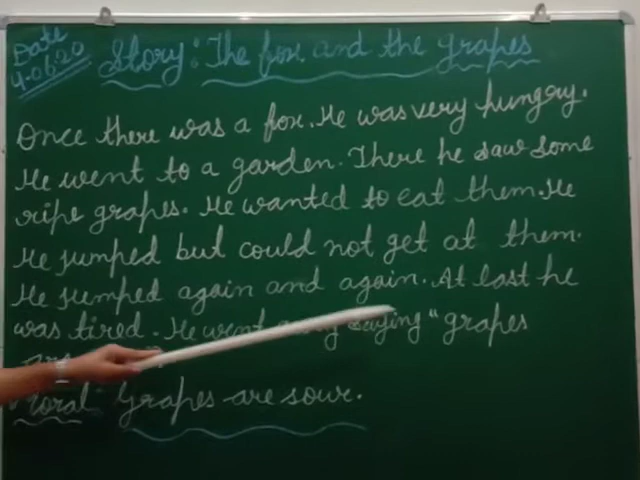 Date
4.06.20
Story: The fox and the grapes
Once there was a fox. He was very hungry.
He went to a garden. There he saw some
ripe grapes. He wanted to eat them. He
He jumped but could not get at them.
He jumped again and again. At last he
was tired. He went saying "grapes
are
Moral: Grapes are sour.